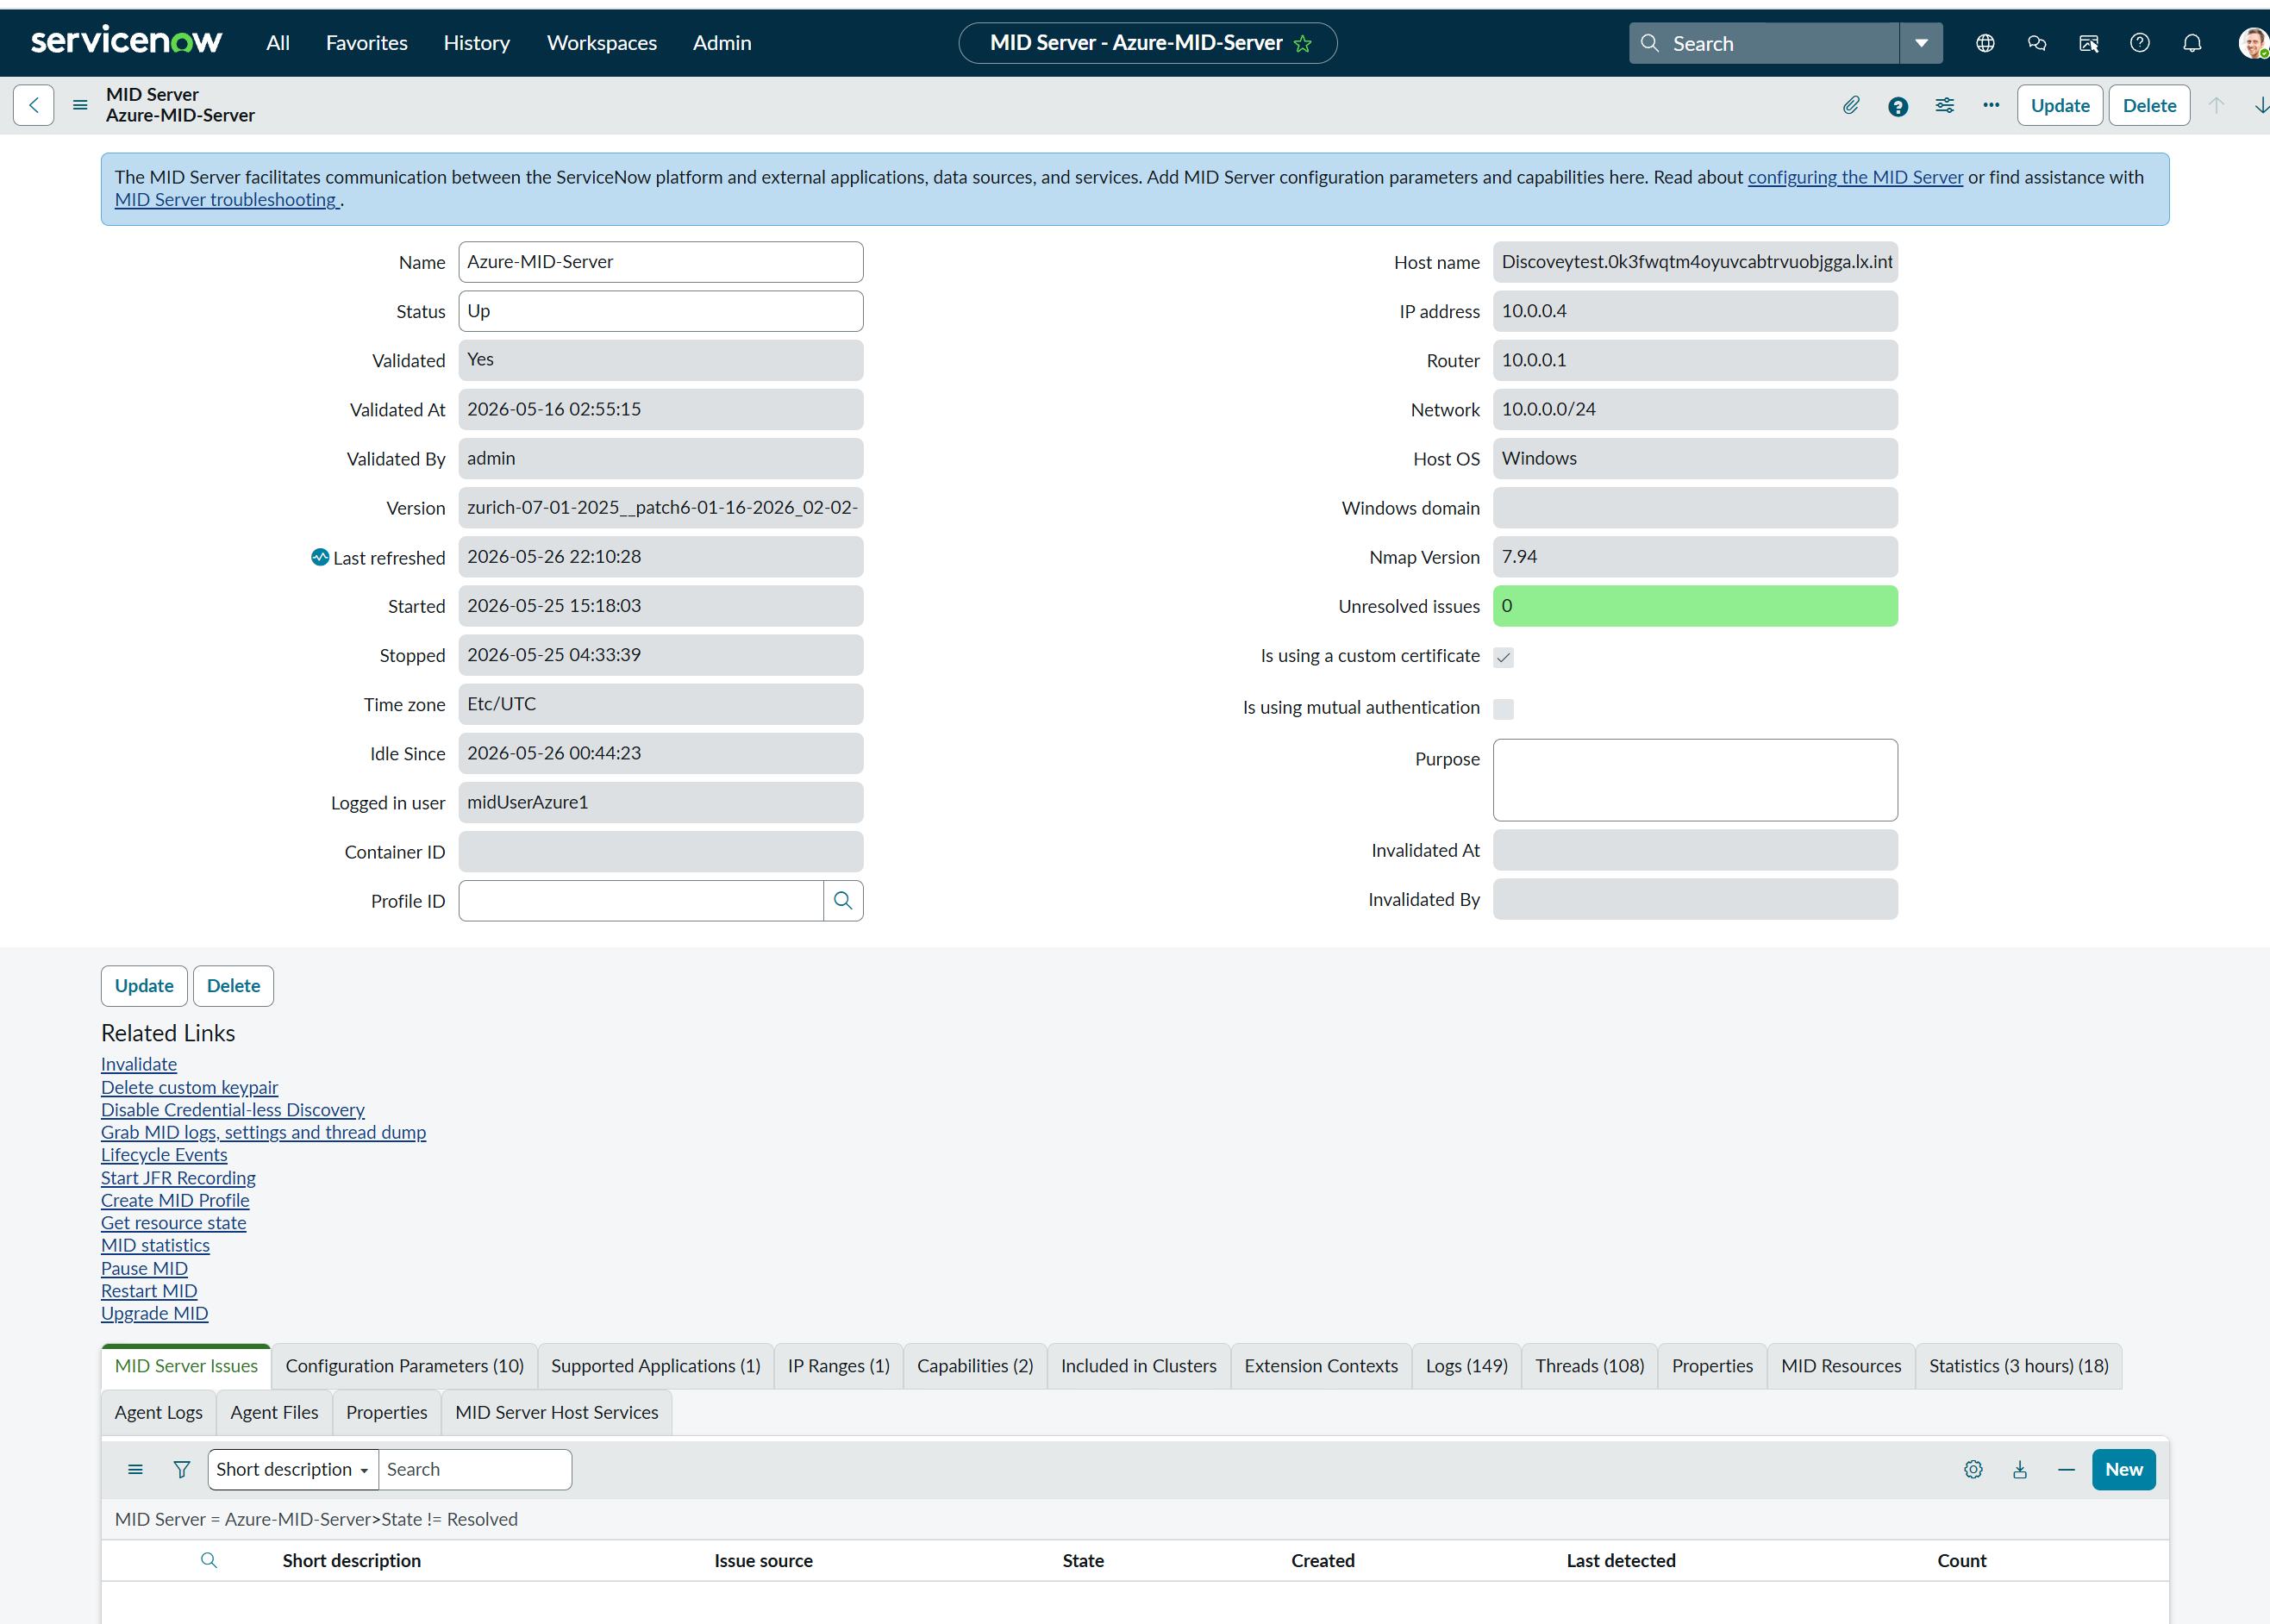 servicenow All Favorites History Workspaces Admin MID Server - Azure-MID-Server Search
MID Server
Azure-MID-Server
Update Delete
The MID Server facilitates communication between the ServiceNow platform and external applications, data sources, and services. Add MID Server configuration parameters and capabilities here. Read about configuring the MID Server or find assistance with
MID Server troubleshooting .
Name Azure-MID-Server
Status Up
Validated Yes
Validated At 2026-05-16 02:55:15
Validated By admin
Version zurich-07-01-2025__patch6-01-16-2026_02-02-
Last refreshed 2026-05-26 22:10:28
Started 2026-05-25 15:18:03
Stopped 2026-05-25 04:33:39
Time zone Etc/UTC
Idle Since 2026-05-26 00:44:23
Logged in user midUserAzure1
Container ID
Profile ID
Host name Discoveytest.0k3fwqtm4oyuvcabtrvuobjgga.lx.int
IP address 10.0.0.4
Router 10.0.0.1
Network 10.0.0.0/24
Host OS Windows
Windows domain
Nmap Version 7.94
Unresolved issues 0
Is using a custom certificate
Is using mutual authentication
Purpose
Invalidated At
Invalidated By
Update Delete
Related Links
Invalidate
Delete custom keypair
Disable Credential-less Discovery
Grab MID logs, settings and thread dump
Lifecycle Events
Start JFR Recording
Create MID Profile
Get resource state
MID statistics
Pause MID
Restart MID
Upgrade MID
MID Server Issues Configuration Parameters (10) Supported Applications (1) IP Ranges (1) Capabilities (2) Included in Clusters Extension Contexts Logs (149) Threads (108) Properties MID Resources Statistics (3 hours) (18)
Agent Logs Agent Files Properties MID Server Host Services
Short description Search New
MID Server = Azure-MID-Server>State != Resolved
Short description Issue source State Created Last detected Count